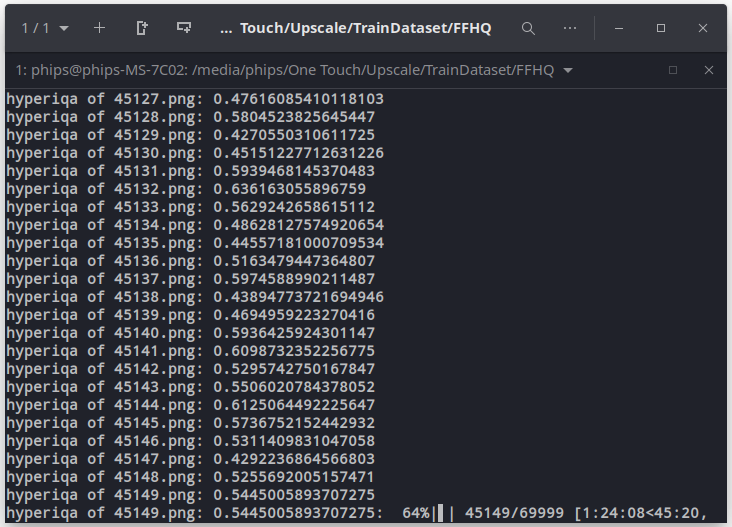 1 / 1
... Touch/Upscale/TrainDataset/FFHQ
1: phips@phips-MS-7C02: /media/phips/One Touch/Upscale/TrainDataset/FFHQ
hyperiqa of 45127.png: 0.47616085410118103
hyperiqa of 45128.png: 0.5804523825645447
hyperiqa of 45129.png: 0.4270550310611725
hyperiqa of 45130.png: 0.45151227712631226
hyperiqa of 45131.png: 0.5939468145370483
hyperiqa of 45132.png: 0.636163055896759
hyperiqa of 45133.png: 0.5629242658615112
hyperiqa of 45134.png: 0.48628127574920654
hyperiqa of 45135.png: 0.44557181000709534
hyperiqa of 45136.png: 0.5163479447364807
hyperiqa of 45137.png: 0.5974588990211487
hyperiqa of 45138.png: 0.43894773721694946
hyperiqa of 45139.png: 0.4694959223270416
hyperiqa of 45140.png: 0.5936425924301147
hyperiqa of 45141.png: 0.6098732352256775
hyperiqa of 45142.png: 0.5295742750167847
hyperiqa of 45143.png: 0.5506020784378052
hyperiqa of 45144.png: 0.6125064492225647
hyperiqa of 45145.png: 0.5736752152442932
hyperiqa of 45146.png: 0.5311409831047058
hyperiqa of 45147.png: 0.4292236864566803
hyperiqa of 45148.png: 0.5255692005157471
hyperiqa of 45149.png: 0.5445005893707275
hyperiqa of 45149.png: 0.5445005893707275:  64%|▋ | 45149/69999 [1:24:08<45:20,